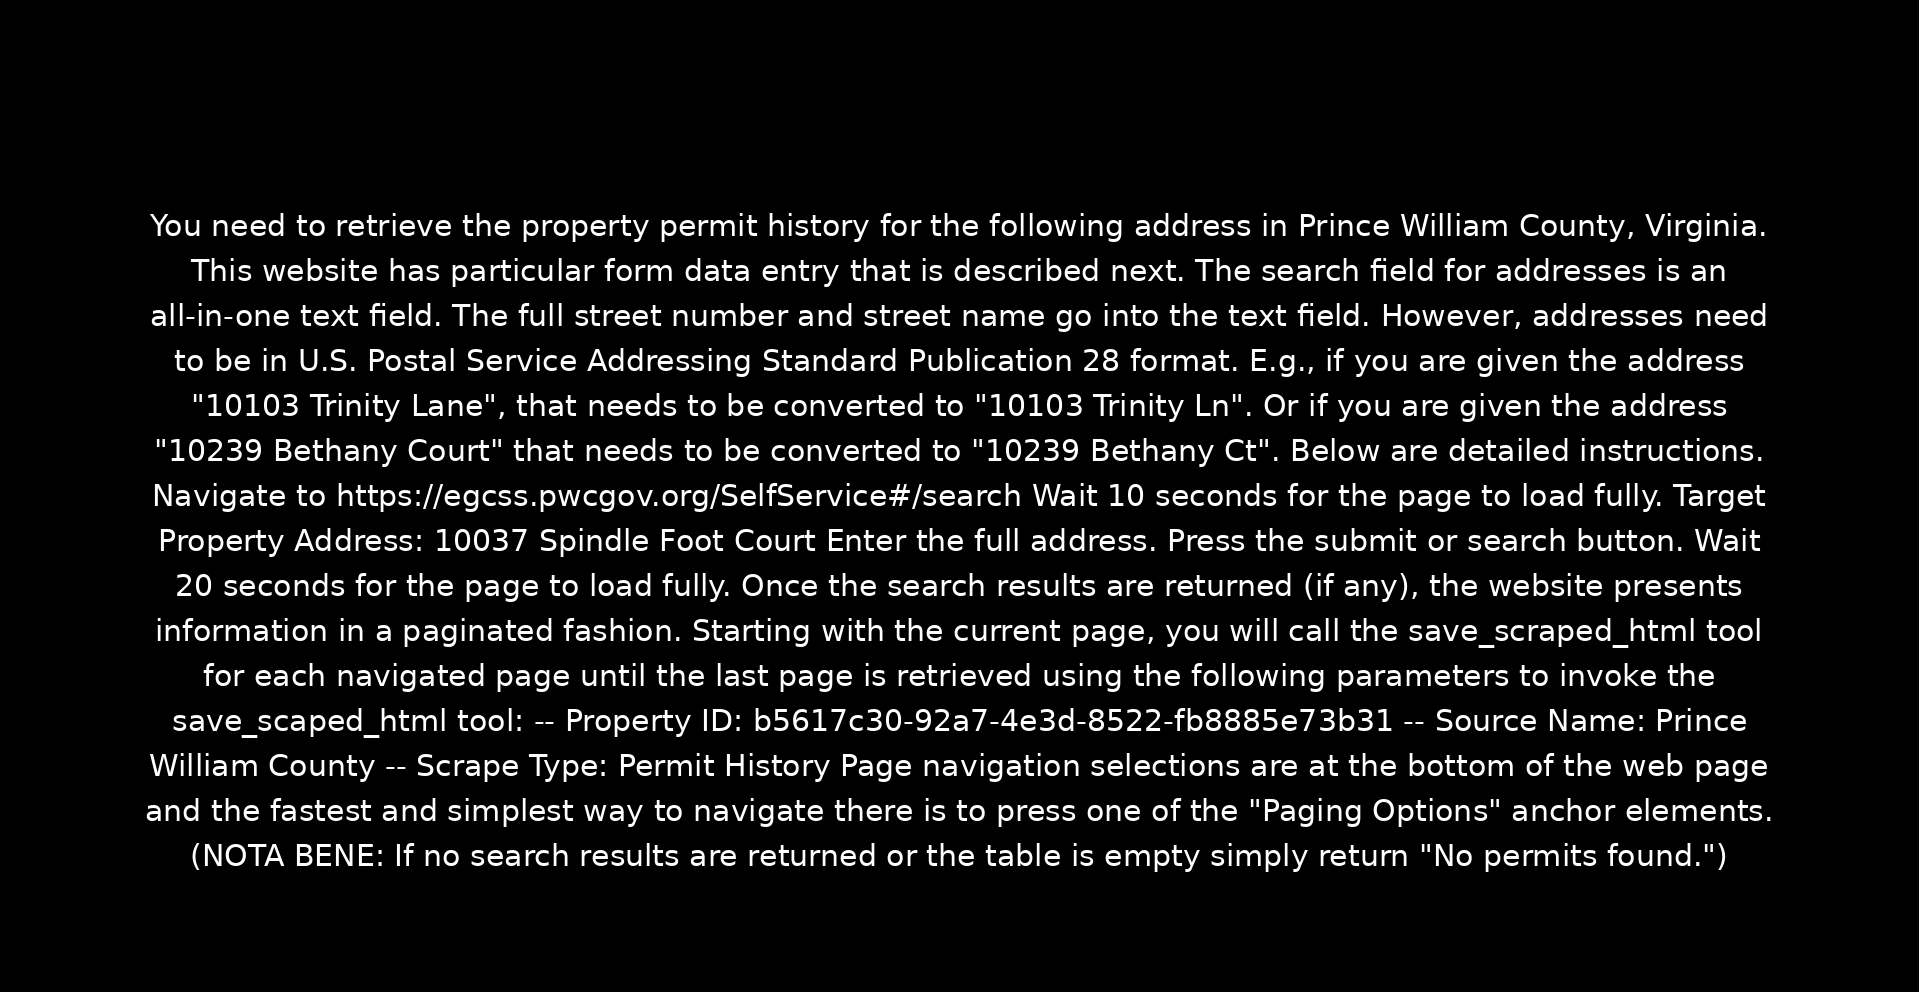 You need to retrieve the property permit history for the following address in Prince William County, Virginia.
This website has particular form data entry that is described next. The search field for addresses is an
all-in-one text field. The full street number and street name go into the text field. However, addresses need
to be in U.S. Postal Service Addressing Standard Publication 28 format. E.g., if you are given the address
"10103 Trinity Lane", that needs to be converted to "10103 Trinity Ln". Or if you are given the address
"10239 Bethany Court" that needs to be converted to "10239 Bethany Ct". Below are detailed instructions.
Navigate to https://egcss.pwcgov.org/SelfService#/search Wait 10 seconds for the page to load fully. Target
Property Address: 10037 Spindle Foot Court Enter the full address. Press the submit or search button. Wait
20 seconds for the page to load fully. Once the search results are returned (if any), the website presents
information in a paginated fashion. Starting with the current page, you will call the save_scraped_html tool
for each navigated page until the last page is retrieved using the following parameters to invoke the
save_scaped_html tool: -- Property ID: b5617c30-92a7-4e3d-8522-fb8885e73b31 -- Source Name: Prince
William County -- Scrape Type: Permit History Page navigation selections are at the bottom of the web page
and the fastest and simplest way to navigate there is to press one of the "Paging Options" anchor elements.
(NOTA BENE: If no search results are returned or the table is empty simply return "No permits found.")